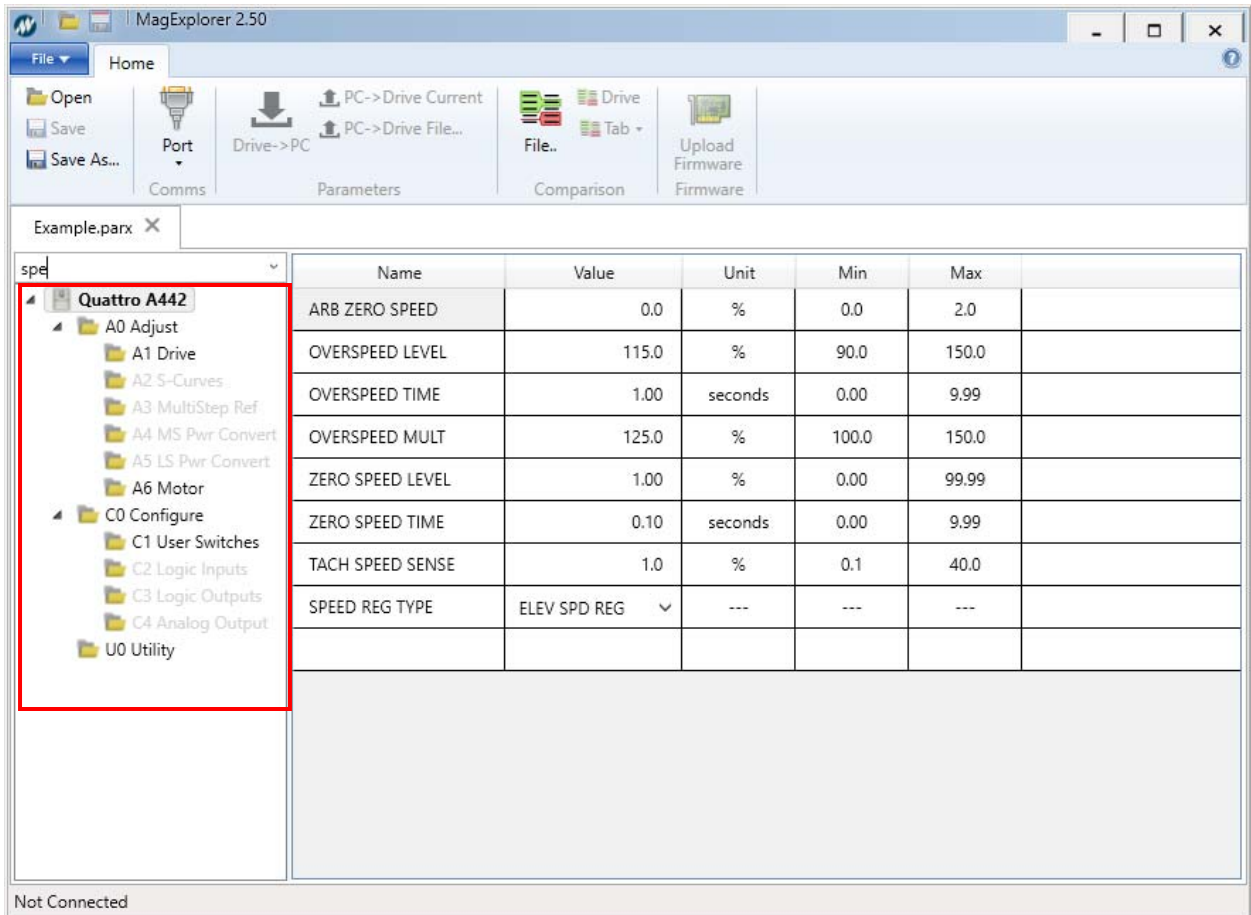 MagExplorer 2.50
File
Home
Open
Save
Save As...
Port
Comms
Drive->PC
PC->Drive Current
PC->Drive File...
Parameters
File..
Drive
Tab
Comparison
Upload Firmware
Firmware
Example.parx
spe
Quattro A442
A0 Adjust
A1 Drive
A2 S-Curves
A3 MultiStep Ref
A4 MS Pwr Convert
A5 LS Pwr Convert
A6 Motor
C0 Configure
C1 User Switches
C2 Logic Inputs
C3 Logic Outputs
C4 Analog Output
U0 Utility
Name Value Unit Min Max
ARB ZERO SPEED 0.0 % 0.0 2.0
OVERSPEED LEVEL 115.0 % 90.0 150.0
OVERSPEED TIME 1.00 seconds 0.00 9.99
OVERSPEED MULT 125.0 % 100.0 150.0
ZERO SPEED LEVEL 1.00 % 0.00 99.99
ZERO SPEED TIME 0.10 seconds 0.00 9.99
TACH SPEED SENSE 1.0 % 0.1 40.0
SPEED REG TYPE ELEV SPD REG --- --- ---
Not Connected